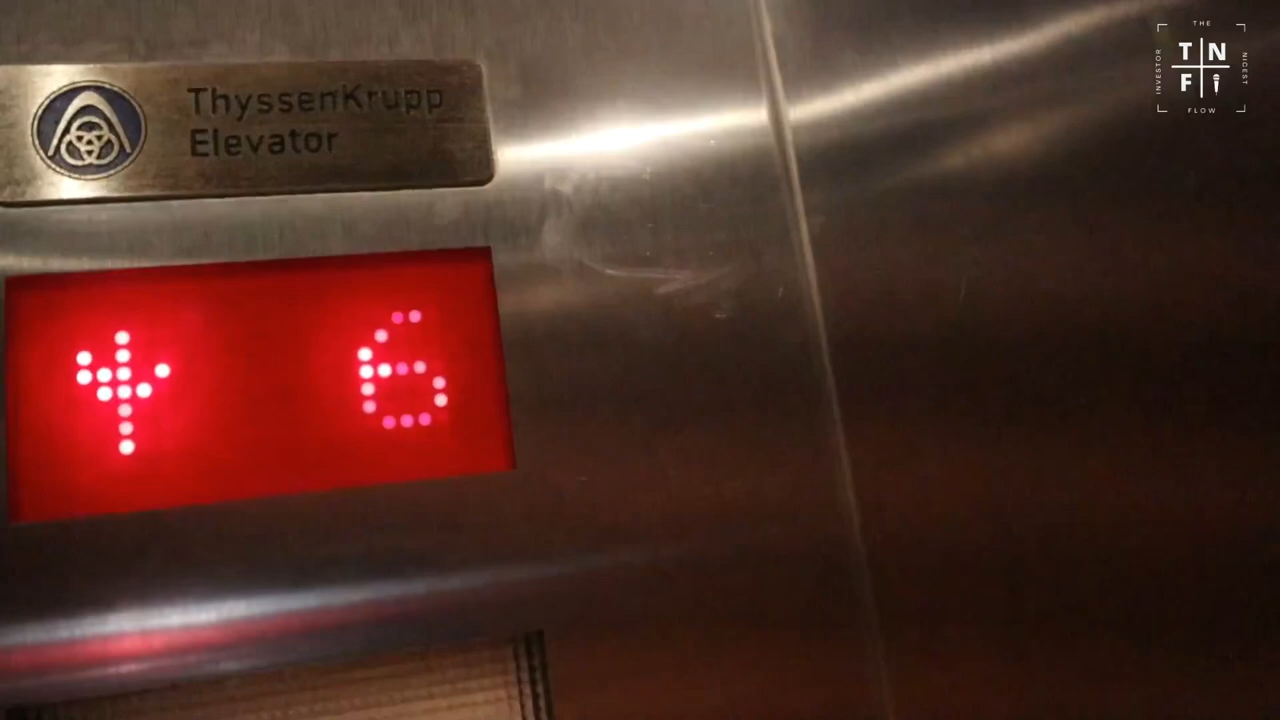 ThyssenKrupp
Elevator
6
THE
INVESTOR
T N
F i
NICEST
FLOW